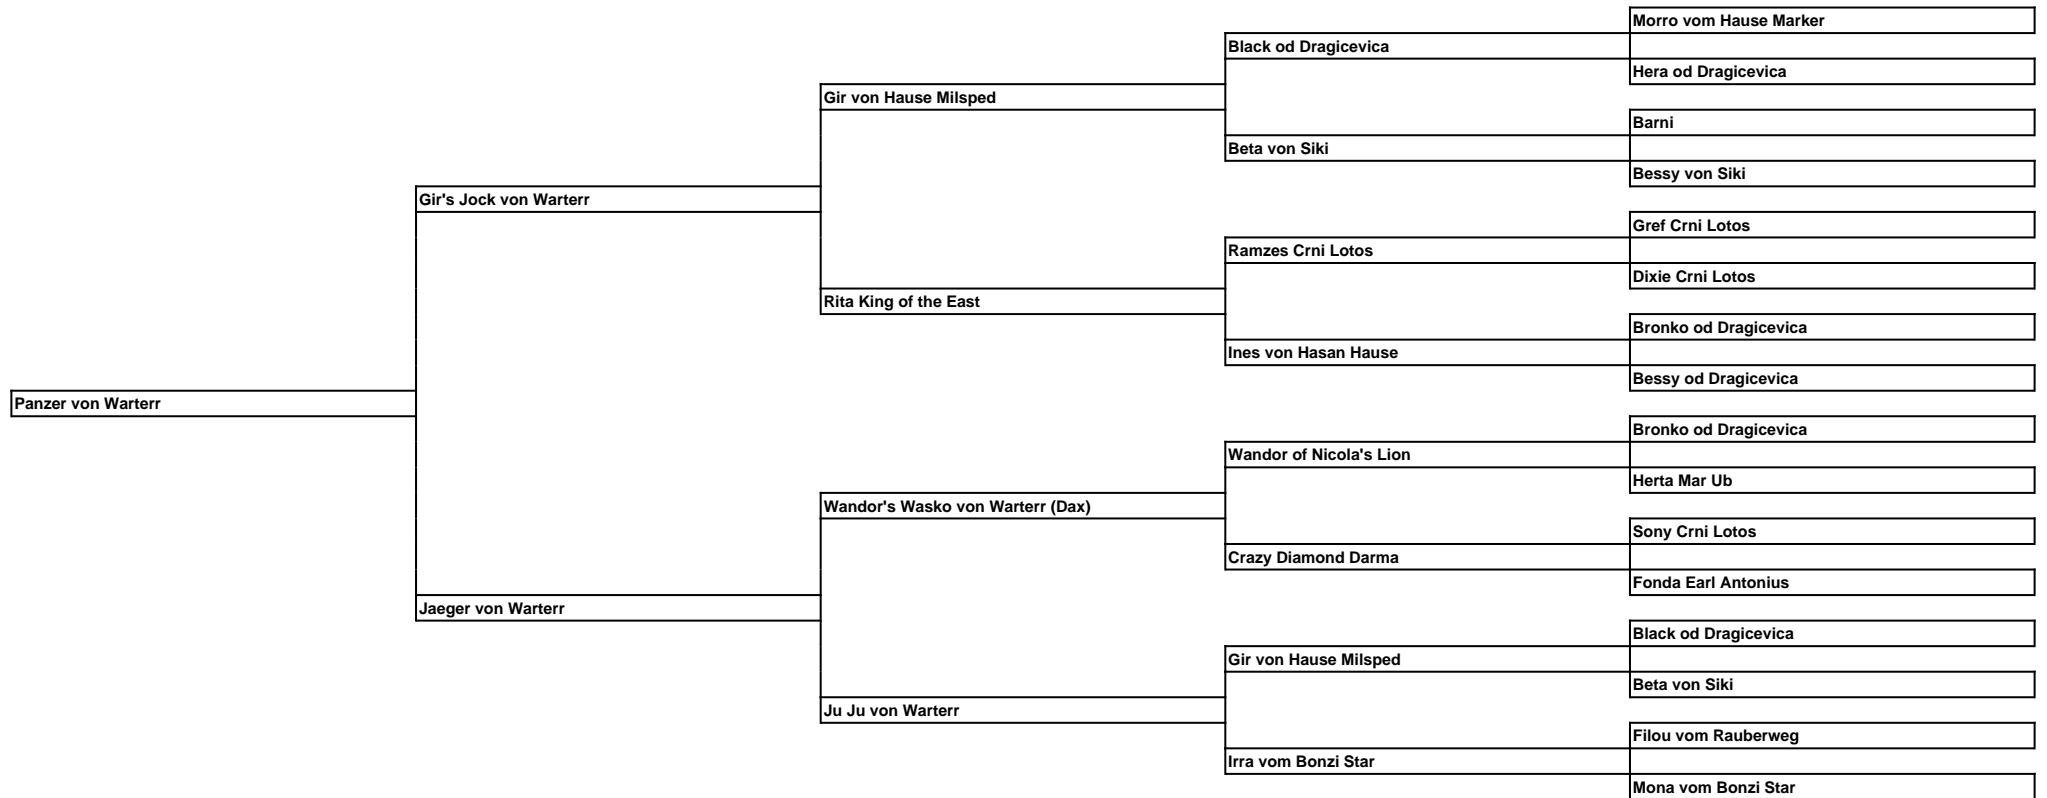 Morro vom Hause Marker
Black od Dragicevica
Hera od Dragicevica
Gir von Hause Milsped
Barni
Beta von Siki
Bessy von Siki
Gir's Jock von Warterr
Gref Crni Lotos
Ramzes Crni Lotos
Dixie Crni Lotos
Rita King of the East
Bronko od Dragicevica
Ines von Hasan Hause
Bessy od Dragicevica
Panzer von Warterr
Bronko od Dragicevica
Wandor of Nicola's Lion
Herta Mar Ub
Wandor's Wasko von Warterr (Dax)
Sony Crni Lotos
Crazy Diamond Darma
Fonda Earl Antonius
Jaeger von Warterr
Black od Dragicevica
Gir von Hause Milsped
Beta von Siki
Ju Ju von Warterr
Filou vom Rauberweg
Irra vom Bonzi Star
Mona vom Bonzi Star